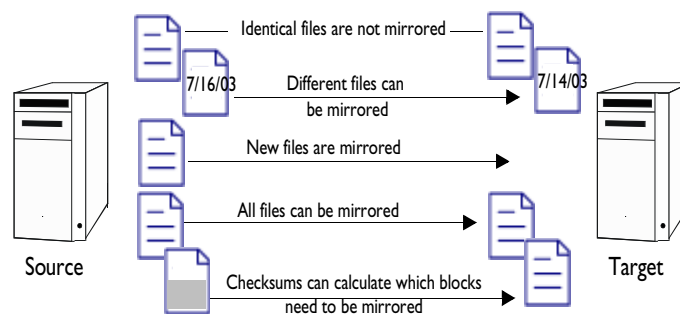 Identical files are not mirrored
7/16/03
7/14/03
Different files can
be mirrored
New files are mirrored
All files can be mirrored
Source
Target
Checksums can calculate which blocks
need to be mirrored